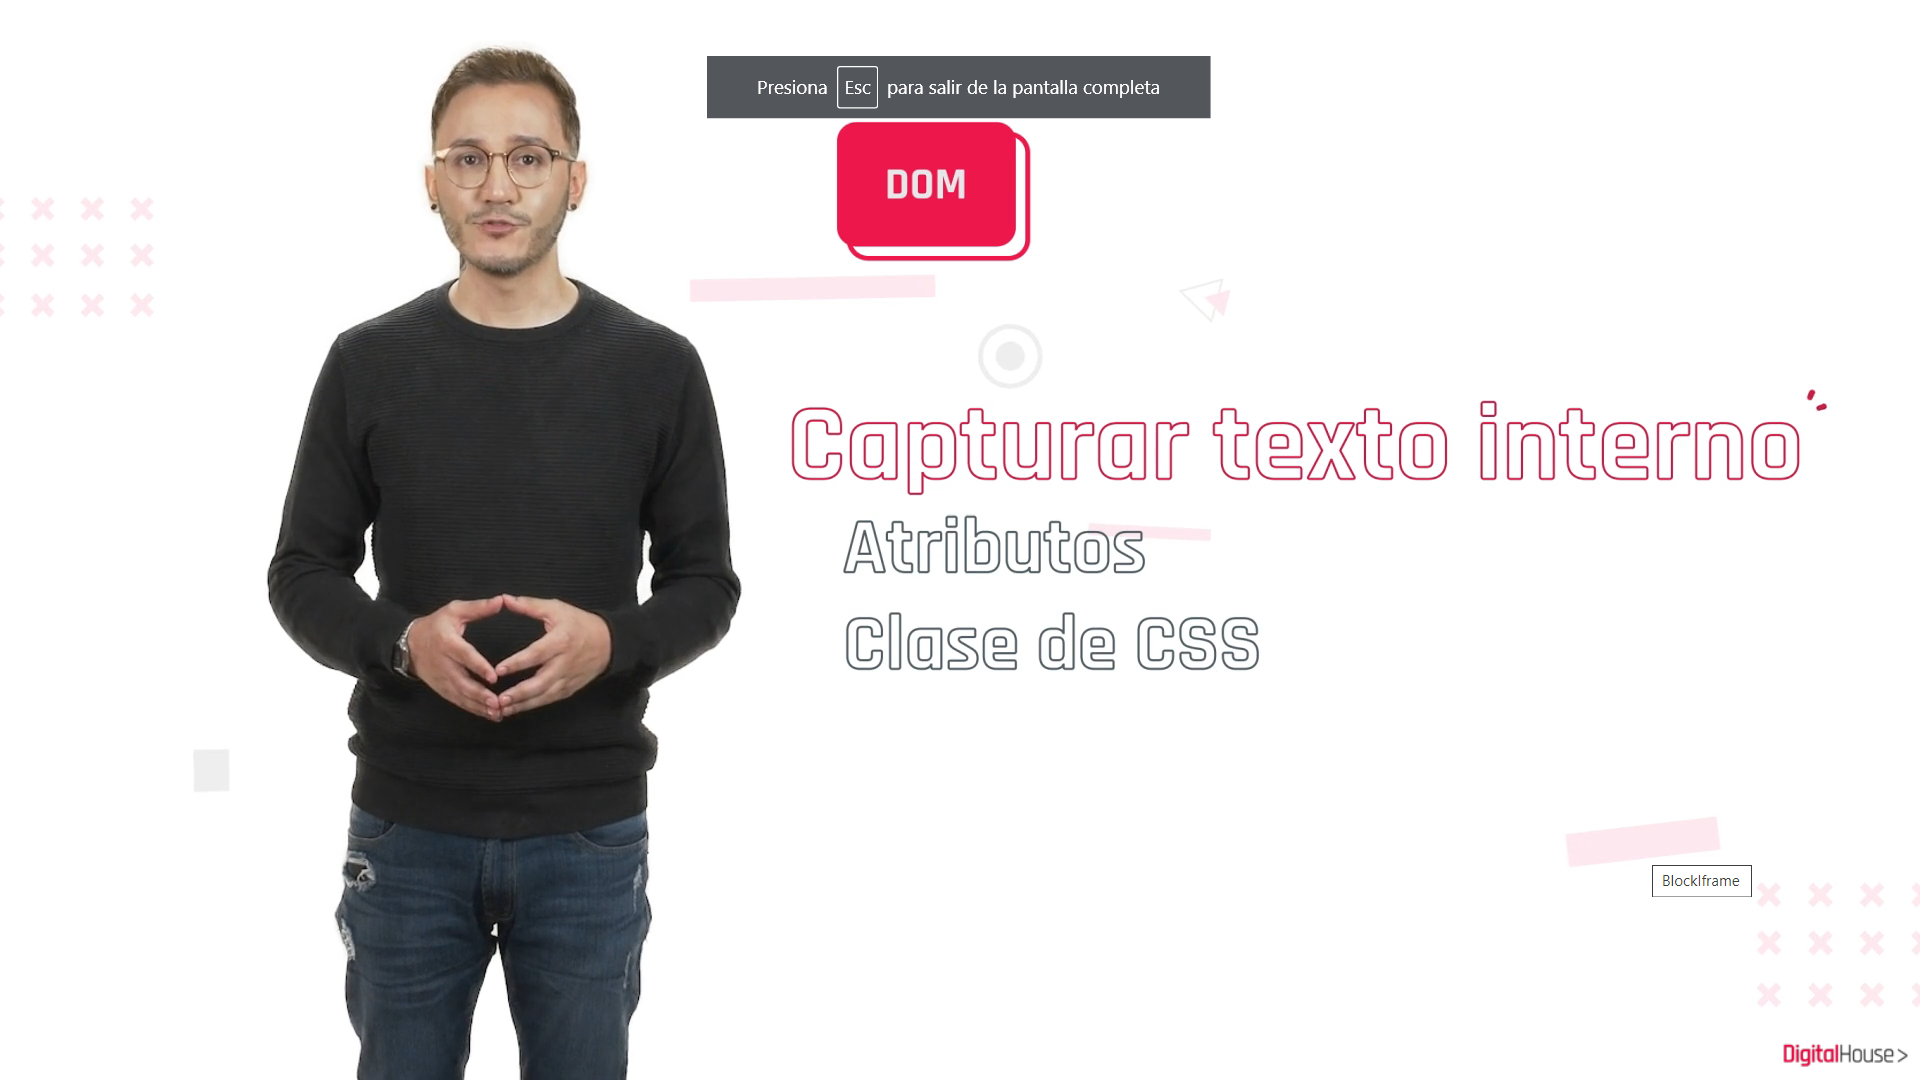 Presiona Esc para salir de la pantalla completa
DOM
Capturar texto interno
Atributos
Clase de CSS
BlockIframe
DigitalHouse>